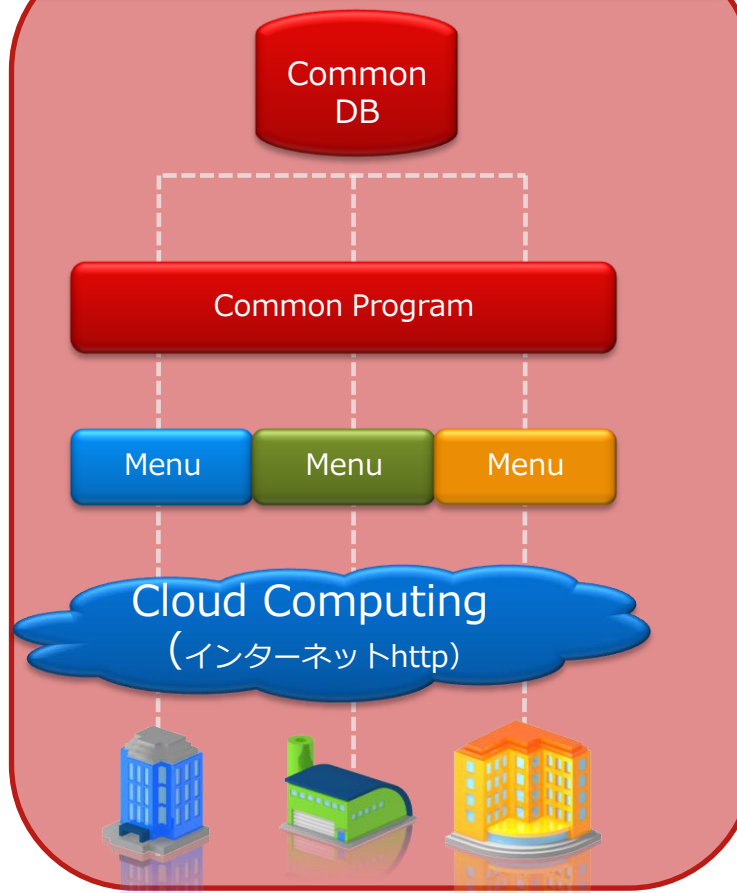 Common
DB
Common Program
Menu
Menu
Menu
Cloud Computing
(インターネットhttp）